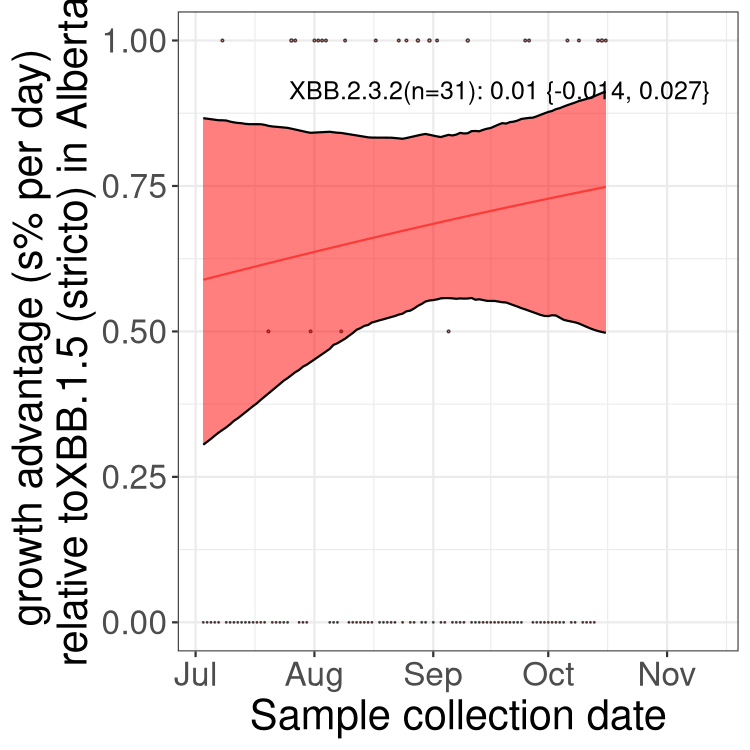 growth advantage (s% per day)
relative toXBB.1.5 (stricto) in Alberta
1.00
0.75
0.50
0.25
0.00
XBB.2.3.2(n=31): 0.01 {-0.014, 0.027}
Jul Aug Sep Oct Nov
Sample collection date